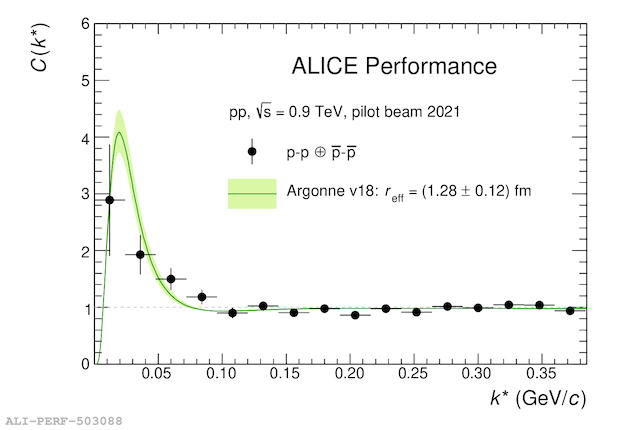 C(k*)
6
5
4
3
2
1
0
ALICE Performance
pp, √s = 0.9 TeV, pilot beam 2021
p-p ⊕ p̅-p̅
Argonne v18: r_eff = (1.28 ± 0.12) fm
0.05 0.10 0.15 0.20 0.25 0.30 0.35
k* (GeV/c)
ALI-PERF-503088